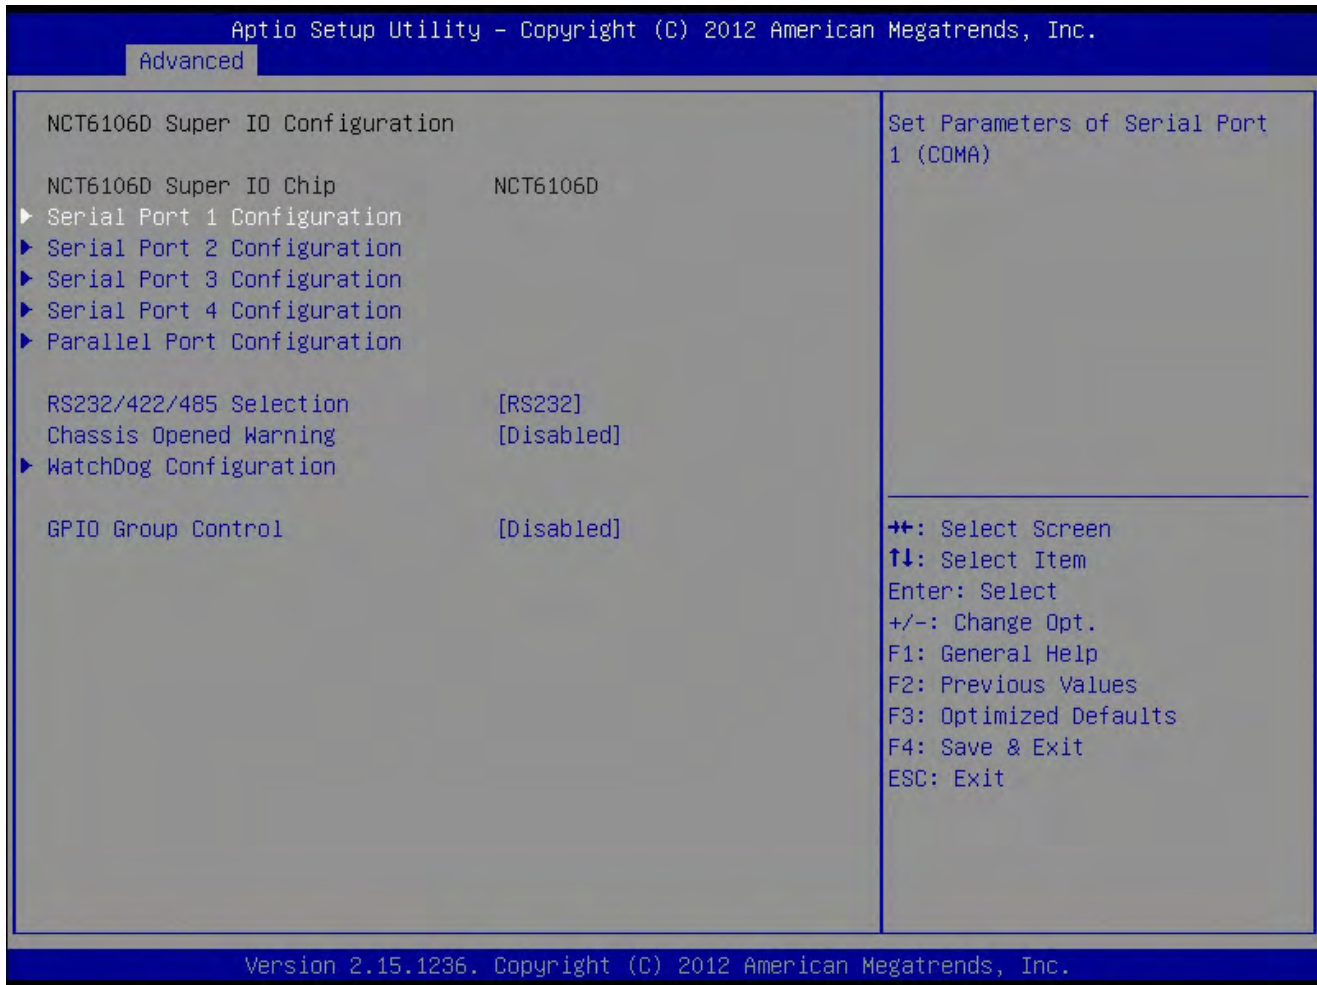 Aptio Setup Utility – Copyright (C) 2012 American Megatrends, Inc.
Advanced
NCT6106D Super IO Configuration
NCT6106D Super IO Chip NCT6106D
Serial Port 1 Configuration
Serial Port 2 Configuration
Serial Port 3 Configuration
Serial Port 4 Configuration
Parallel Port Configuration
RS232/422/485 Selection [RS232]
Chassis Opened Warning [Disabled]
WatchDog Configuration
GPIO Group Control [Disabled]
Set Parameters of Serial Port
1 (COMA)
→←: Select Screen
↑↓: Select Item
Enter: Select
+/-: Change Opt.
F1: General Help
F2: Previous Values
F3: Optimized Defaults
F4: Save & Exit
ESC: Exit
Version 2.15.1236. Copyright (C) 2012 American Megatrends, Inc.